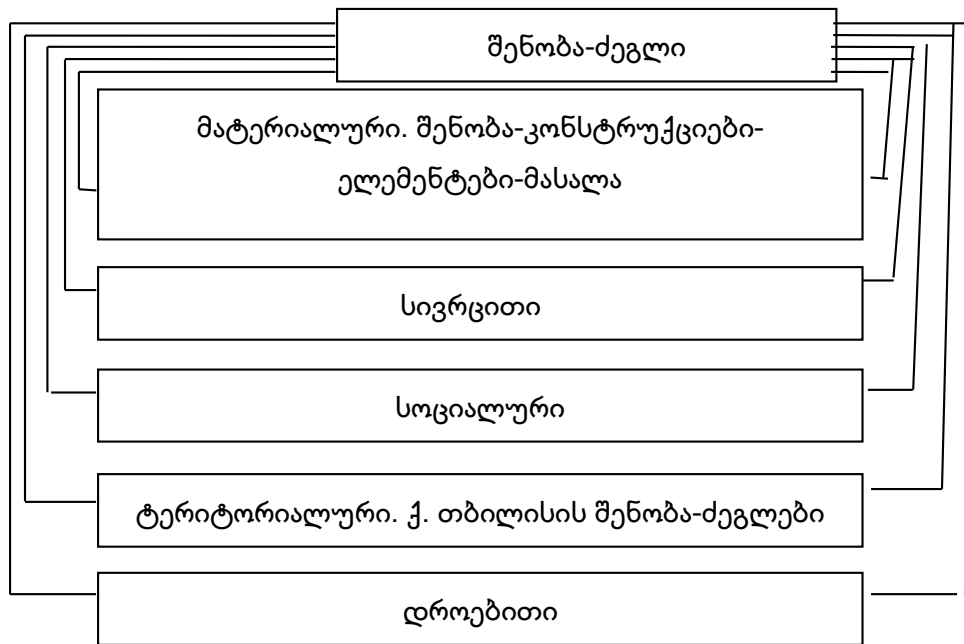 შენობა-ძეგლი
მატერიალური. შენობა-კონსტრუქციები-
ელემენტები-მასალა
სივრცითი
სოციალური
ტერიტორიალური. ქ. თბილისის შენობა-ძეგლები
დროებითი